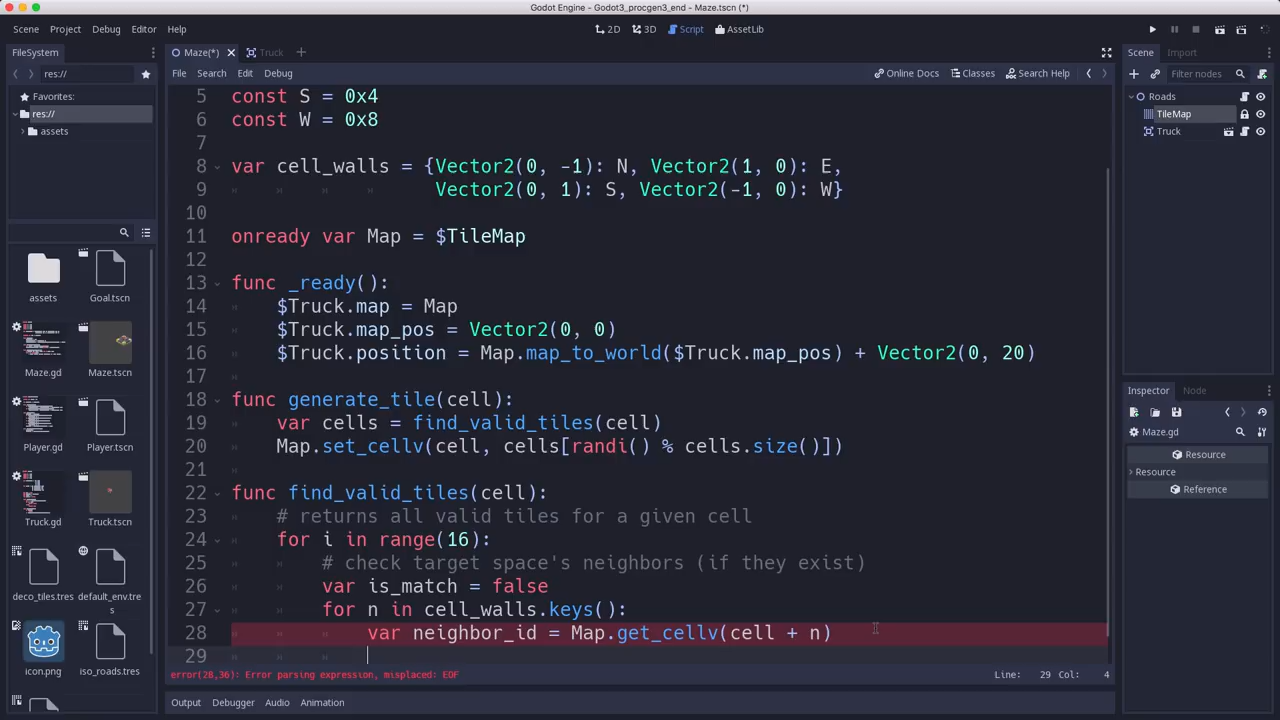 Godot Engine - Godot3_procgen3_end - Maze.tscn (*)
Scene Project Debug Editor Help
2D 3D Script AssetLib
FileSystem
Maze(*) Truck
Scene Import
res://
File Search Edit Debug
Online Docs Classes Search Help
Filter nodes
Favorites:
res://
assets
Roads
TileMap
Truck
5 const S = 0x4
6 const W = 0x8
7
8 var cell_walls = {Vector2(0, -1): N, Vector2(1, 0): E,
9 Vector2(0, 1): S, Vector2(-1, 0): W}
10
11 onready var Map = $TileMap
12
13 func _ready():
14 $Truck.map = Map
15 $Truck.map_pos = Vector2(0, 0)
16 $Truck.position = Map.map_to_world($Truck.map_pos) + Vector2(0, 20)
17
18 func generate_tile(cell):
19 var cells = find_valid_tiles(cell)
20 Map.set_cellv(cell, cells[randi() % cells.size()])
21
22 func find_valid_tiles(cell):
23 # returns all valid tiles for a given cell
24 for i in range(16):
25 # check target space's neighbors (if they exist)
26 var is_match = false
27 for n in cell_walls.keys():
28 var neighbor_id = Map.get_cellv(cell + n)
29
error(28,36): Error parsing expression, misplaced: EOF
Line: 29 Col: 4
Output Debugger Audio Animation
assets Goal.tscn
Maze.gd Maze.tscn
Player.gd Player.tscn
Truck.gd Truck.tscn
deco_tiles.tres default_env.tres
icon.png iso_roads.tres
Inspector Node
Maze.gd
Resource
Resource
Reference